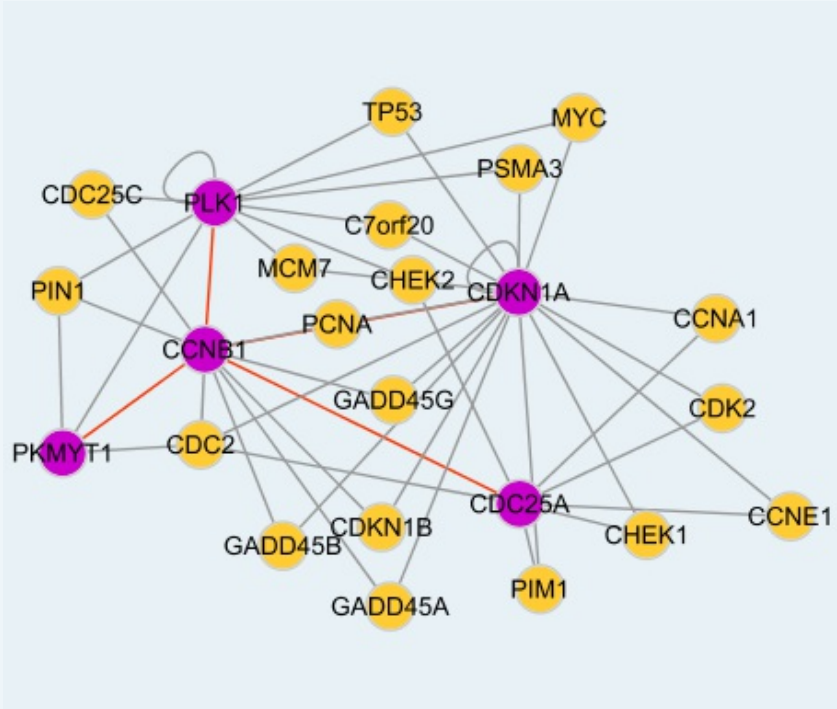 TP53
MYC
PSMA3
CDC25C
PLK1
C7orf20
MCM7
CHEK2
PIN1
CDKN1A
PCNA
CCNA1
CCNB1
GADD45G
CDK2
PKMYT1
CDC2
CDC25A
CCNE1
CDKN1B
CHEK1
GADD45B
PIM1
GADD45A